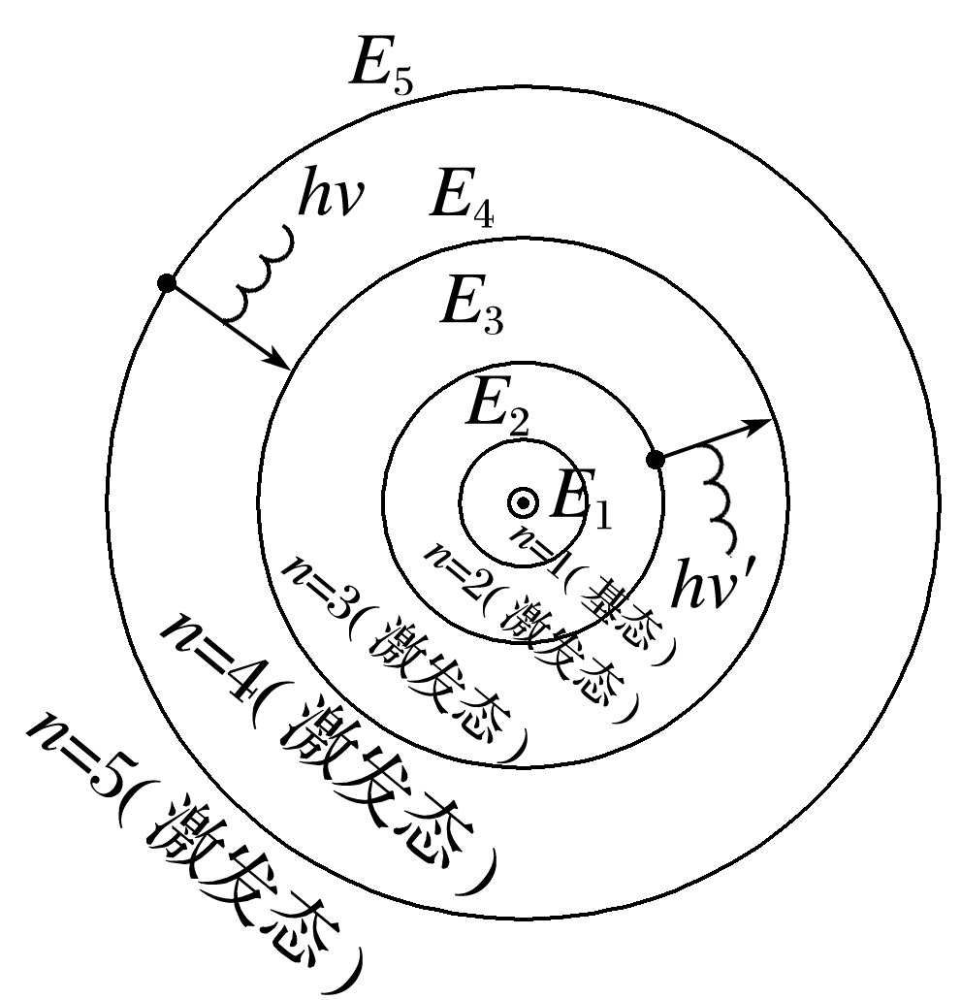 E₅
hν
E₄
E₃
E₂
E₁
hν′
n=1(基态)
n=2(激发态)
n=3(激发态)
n=4(激发态)
n=5(激发态)